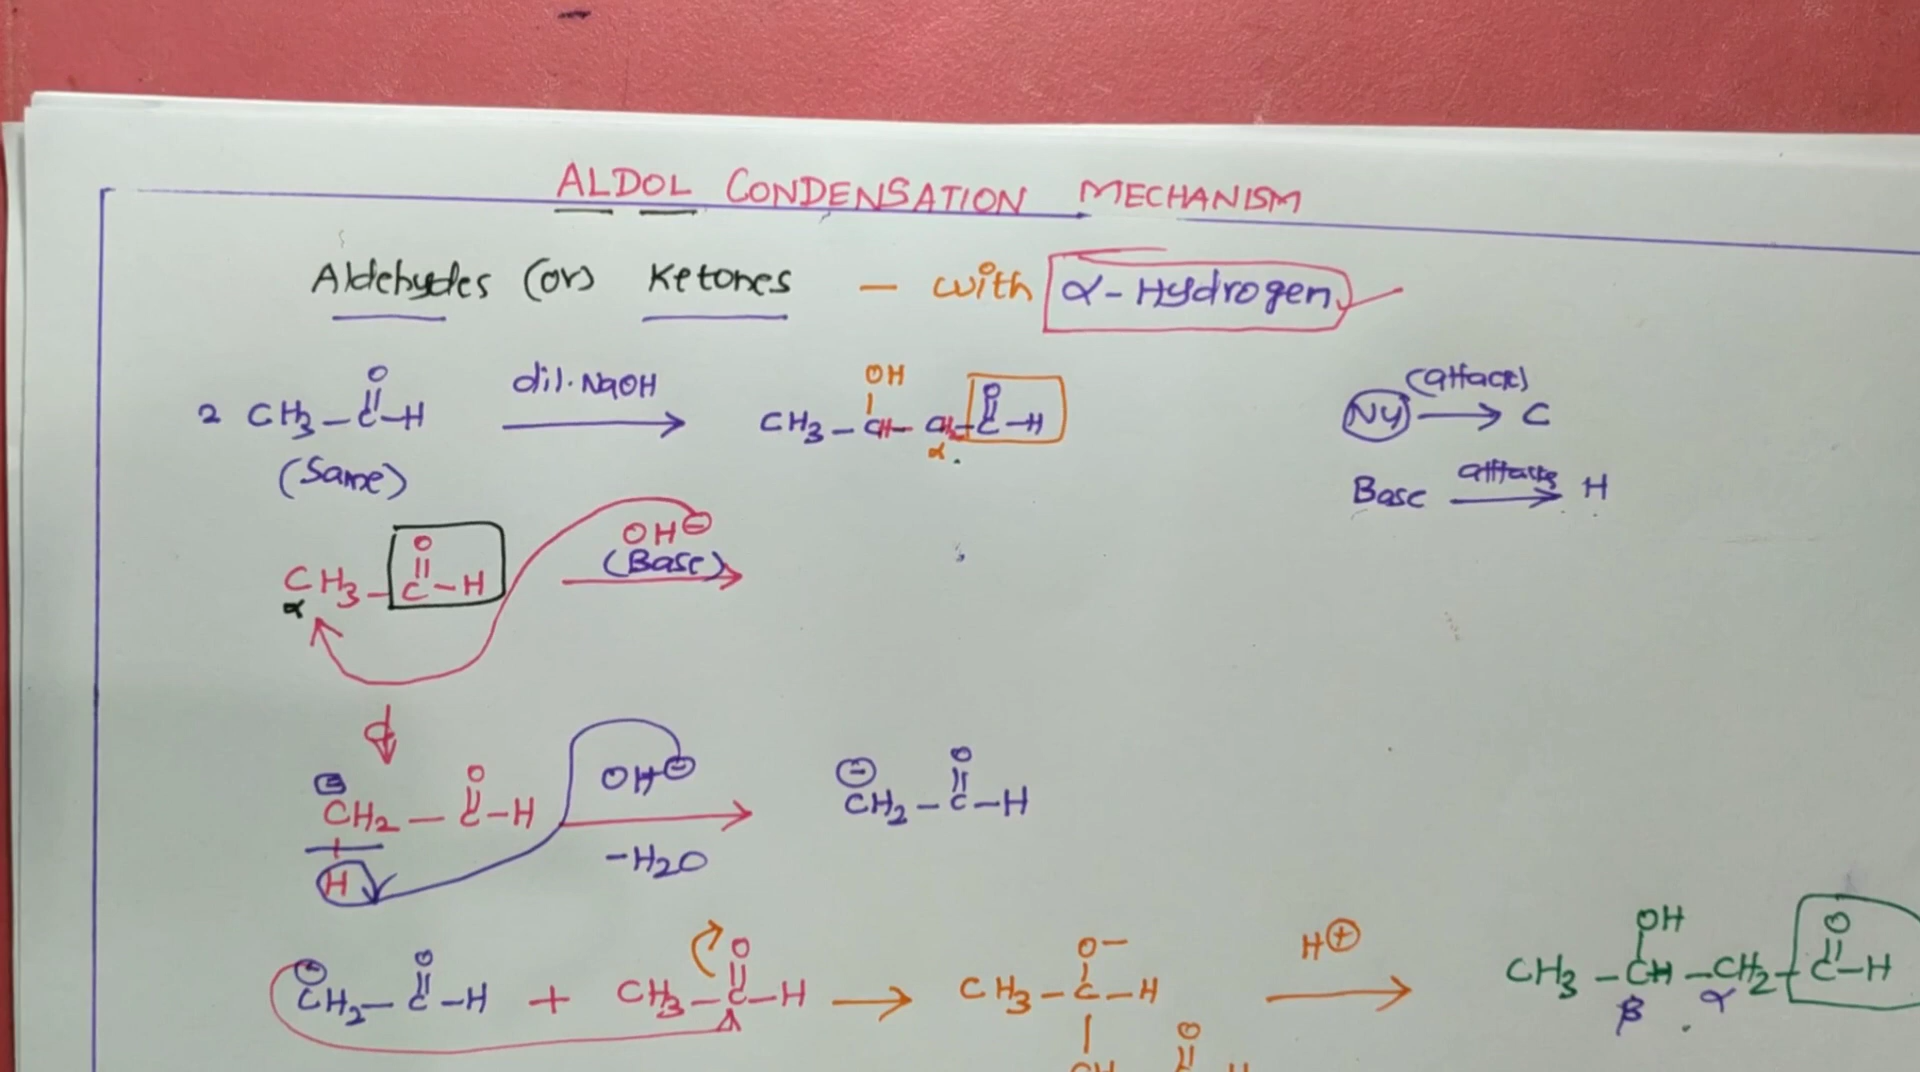 ALDOL CONDENSATION MECHANISM
Aldehydes (or) Ketones - with α-Hydrogen
O
2 CH3-C-H dil.NaOH
OH O
CH3-CH-CH2-C-H
α
(Same)
(attack)
Nu → C
Base attacks → H
O
CH3-C-H
α
OH⊖
(Base)
⊖ O
CH2-C-H
H
OH⊖
-H2O
⊖ O
CH2-C-H
⊖ O O
CH2-C-H + CH3-C-H →
O-
CH3-C-H
O
H⊕
OH O
CH3-CH-CH2-C-H
β α